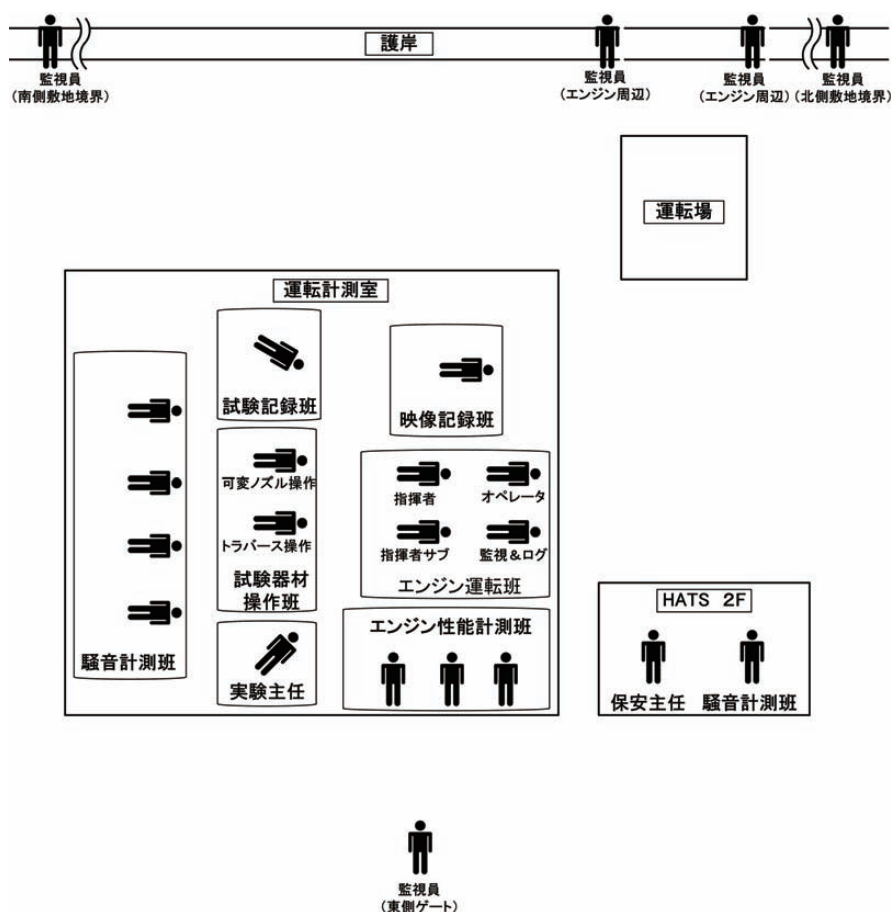 護岸
監視員
(南側敷地境界)
監視員
(エンジン周辺)
監視員
(エンジン周辺)
監視員
(北側敷地境界)
運転場
運転計測室
試験記録班
映像記録班
可変ノズル操作
トラバース操作
試験器材
操作班
指揮者
オペレータ
指揮者サブ
監視&ログ
エンジン運転班
騒音計測班
実験主任
エンジン性能計測班
HATS 2F
保安主任
騒音計測班
監視員
(東側ゲート)